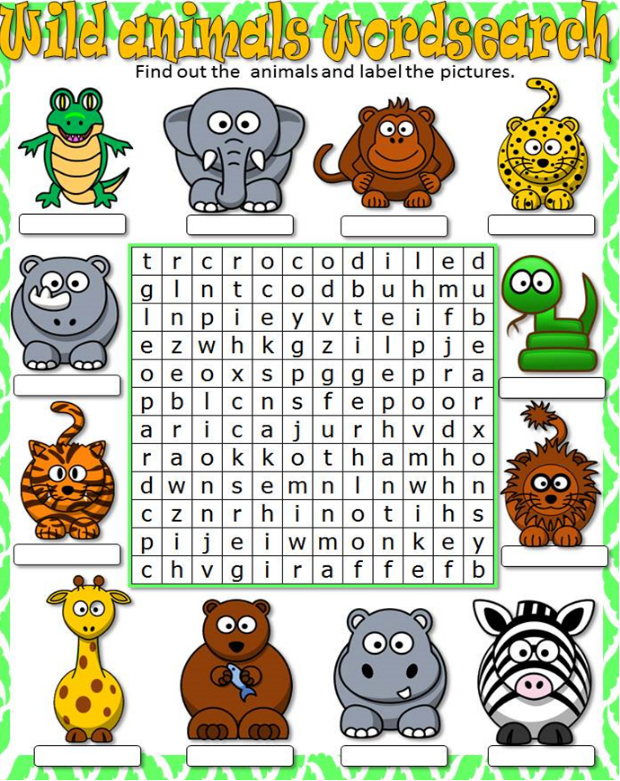 Wild animals wordsearch
Find out the animals and label the pictures.
t r c r o c o d i l e d
g l n t c o d b u h m u
l n p i e y v t e i f b
e z w h k g z i l p j e
o e o x s p g g e p r a
p b l c n s f e p o o r
a r i c a j u r h v d x
r a o k k o t h a m h o
d w n s e m n l n w h n
c z n r h i n o t i h s
p i j e i w m o n k e y
c h v g i r a f f e f b